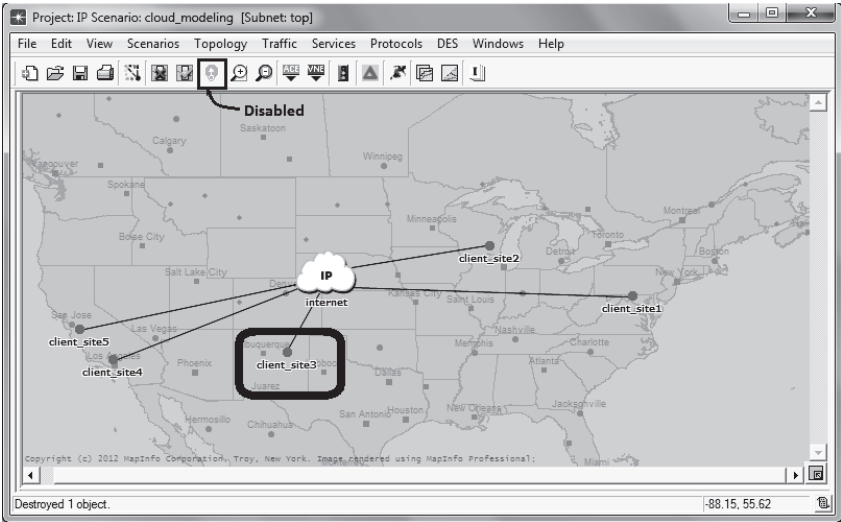 Project: IP Scenario: cloud_modeling [Subnet: top]
File Edit View Scenarios Topology Traffic Services Protocols DES Windows Help
ACE VNE
Disabled
Saskatoon
Calgary
Winnipeg
Spokane
Montreal
Minneapolis
Toronto
Boise City
Boston
Detroit
client_site2
Salt Lake City
IP
New York
Kansas City
Saint Louis
internet
client_site1
San Jose
Las Vegas
Nashville
client_site5
Memphis
Charlotte
Los Angeles
client_site4
Phoenix
client_site3
Atlanta
Dallas
Juarez
Jacksonville
San Antonio
Houston
New Orleans
Hermosillo
Chihuahua
Copyright (c) 2012 MapInfo Corporation, Troy, New York. Image rendered using MapInfo Professional;
Miami
Destroyed 1 object.
-88.15, 55.62